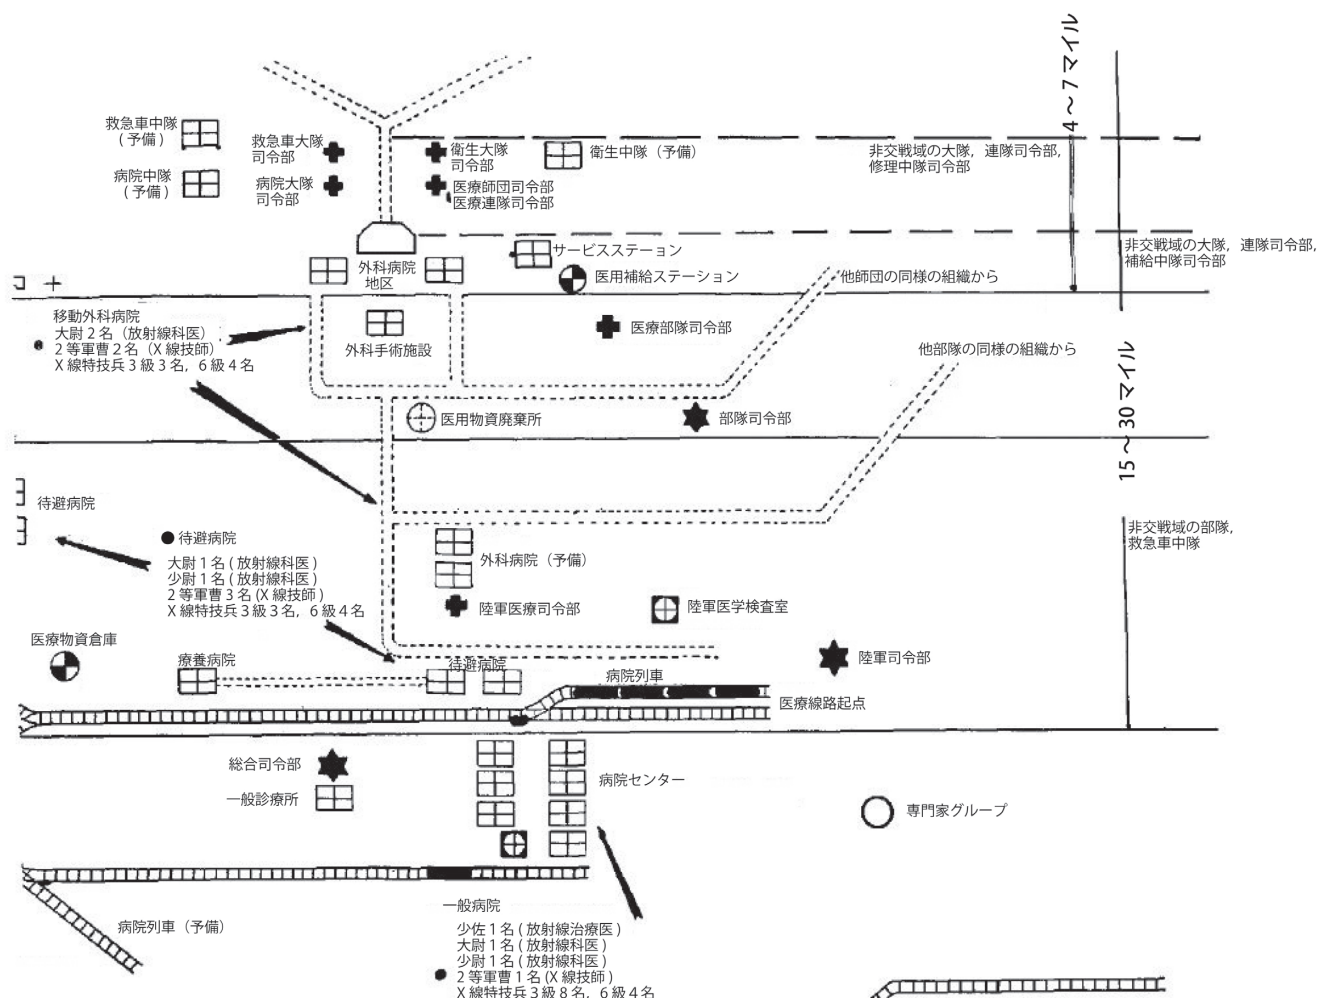 4～7マイル
救急車中隊
(予備)
救急車大隊
司令部
衛生大隊
司令部
衛生中隊（予備）
非交戦域の大隊，連隊司令部，
修理中隊司令部
病院中隊
(予備)
病院大隊
司令部
医療師団司令部
医療連隊司令部
サービスステーション
非交戦域の大隊，連隊司令部，
補給中隊司令部
外科病院
地区
医用補給ステーション
他師団の同様の組織から
移動外科病院
大尉2名（放射線科医）
2等軍曹2名（X線技師）
X線特技兵3級3名，6級4名
外科手術施設
医療部隊司令部
他部隊の同様の組織から
15～30マイル
医用物資廃棄所
部隊司令部
待避病院
●待避病院
大尉1名(放射線科医)
少尉1名(放射線科医)
2等軍曹3名(X線技師)
X線特技兵3級3名，6級4名
非交戦域の部隊，
救急車中隊
外科病院（予備）
陸軍医療司令部
陸軍医学検査室
医療物資倉庫
療養病院
待避病院
病院列車
陸軍司令部
医療線路起点
総合司令部
一般診療所
病院センター
専門家グループ
病院列車（予備）
一般病院
少佐1名(放射線治療医)
大尉1名(放射線科医)
少尉1名(放射線科医)
2等軍曹1名(X線技師)
X線特技兵3級8名，6級4名